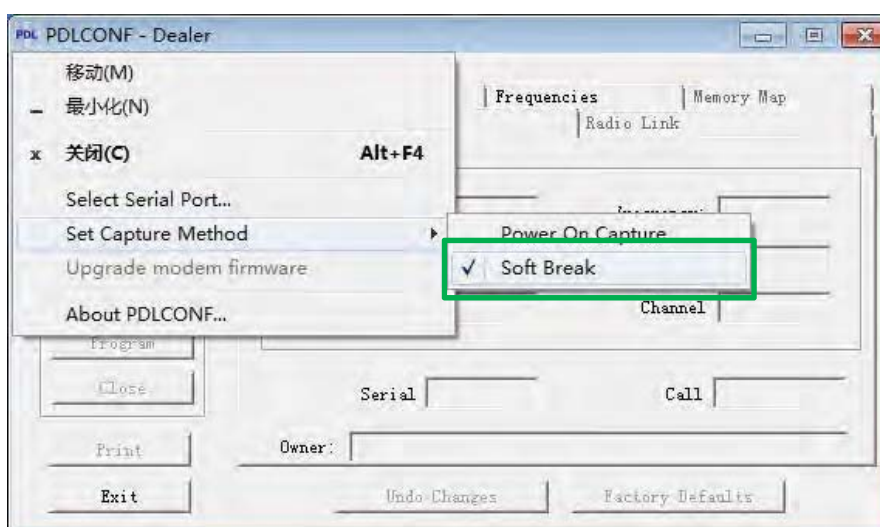 PDL PDLCONF - Dealer
移动(M)
Frequencies Memory Map
最小化(N)
Radio Link
x 关闭(C) Alt+F4
Select Serial Port...
Set Capture Method Power On Capture
Upgrade modem firmware ✓ Soft Break
About PDLCONF... Channel
Program
Close Serial Call
Print Owner:
Exit Undo Changes Factory Defaults